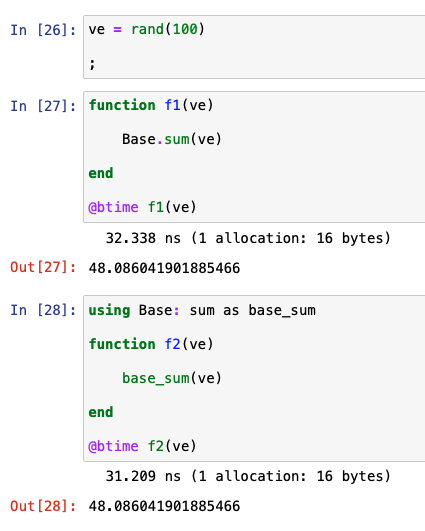 In [26]: ve = rand(100)
;
In [27]: function f1(ve)
Base.sum(ve)
end
@btime f1(ve)
32.338 ns (1 allocation: 16 bytes)
Out[27]: 48.086041901885466
In [28]: using Base: sum as base_sum
function f2(ve)
base_sum(ve)
end
@btime f2(ve)
31.209 ns (1 allocation: 16 bytes)
Out[28]: 48.086041901885466